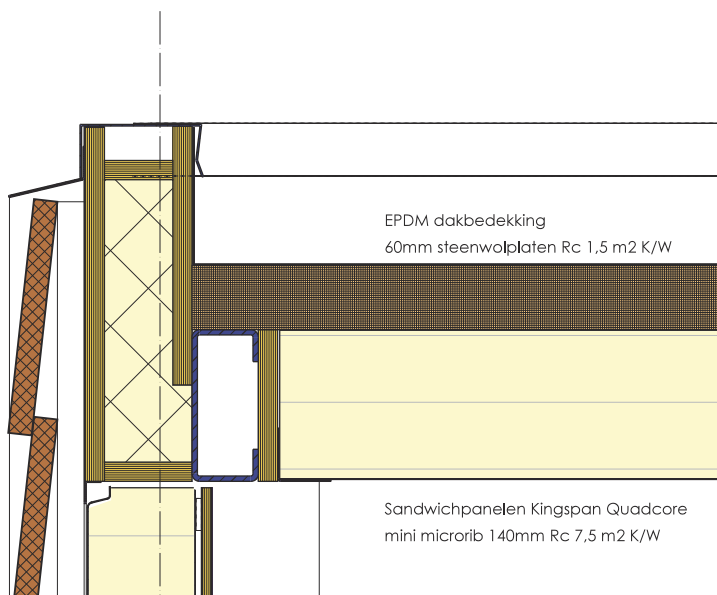 EPDM dakbedekking
60mm steenwolplaten Rc 1,5 m2 K/W
Sandwichpanelen Kingspan Quadcore
mini microrib 140mm Rc 7,5 m2 K/W